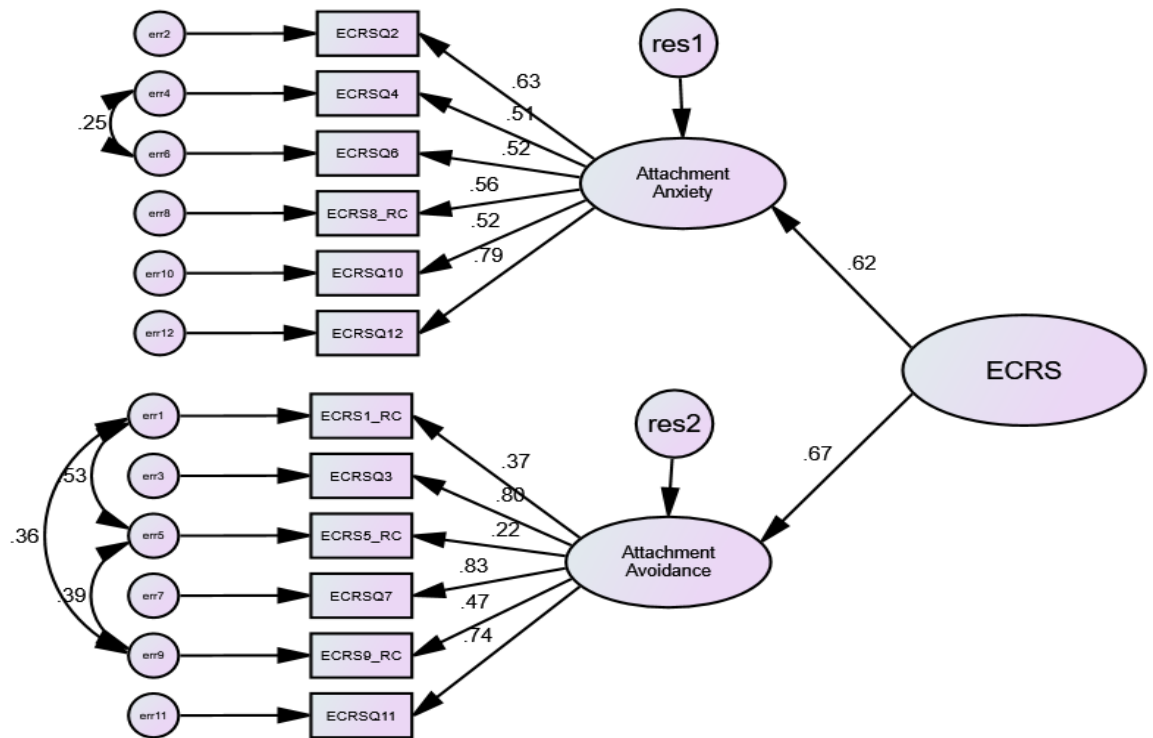 err2
ECRSQ2
res1
.63
err4
ECRSQ4
.51
.25
err6
ECRSQ6
.52
Attachment
Anxiety
err8
ECRS8_RC
.56
.52
err10
ECRSQ10
.79
.62
err12
ECRSQ12
ECRS
err1
ECRS1_RC
res2
.37
.53
err3
ECRSQ3
.80
.67
.36
err5
ECRS5_RC
.22
Attachment
Avoidance
.83
.39
err7
ECRSQ7
.47
err9
ECRS9_RC
.74
err11
ECRSQ11